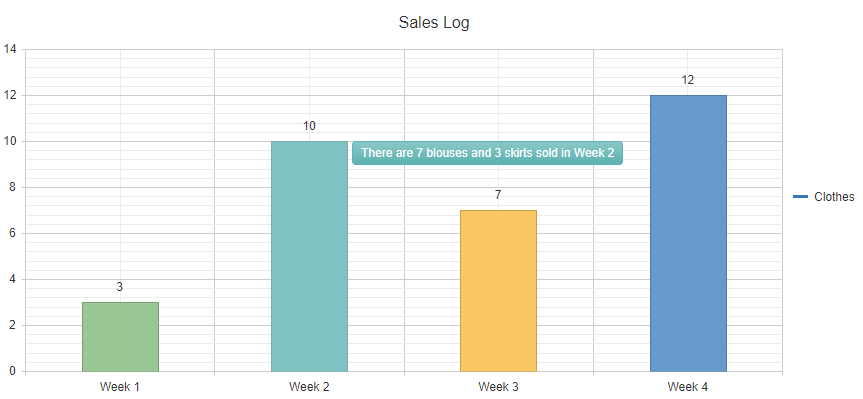 Sales Log
14
12
12
10
10
There are 7 blouses and 3 skirts sold in Week 2
8
7
Clothes
6
4
3
2
0
Week 1
Week 2
Week 3
Week 4